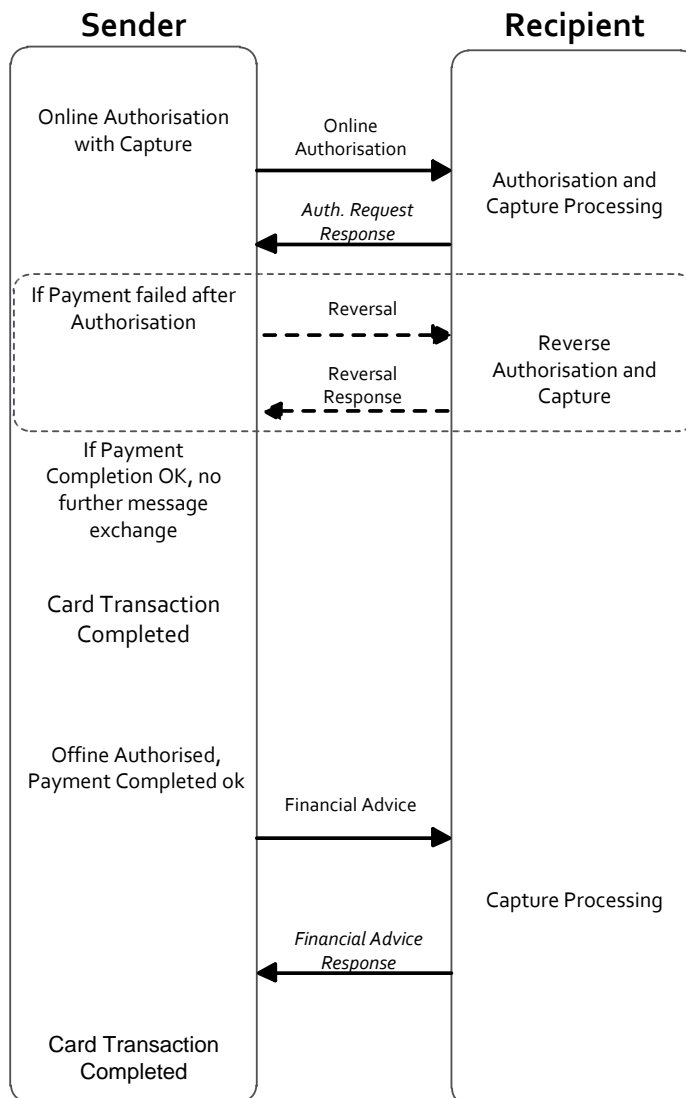 Sender
Recipient
Online Authorisation
with Capture
Online
Authorisation
Authorisation and
Capture Processing
Auth. Request
Response
If Payment failed after
Authorisation
Reversal
Reverse
Authorisation and
Capture
Reversal
Response
If Payment
Completion OK, no
further message
exchange
Card Transaction
Completed
Offine Authorised,
Payment Completed ok
Financial Advice
Capture Processing
Financial Advice
Response
Card Transaction
Completed